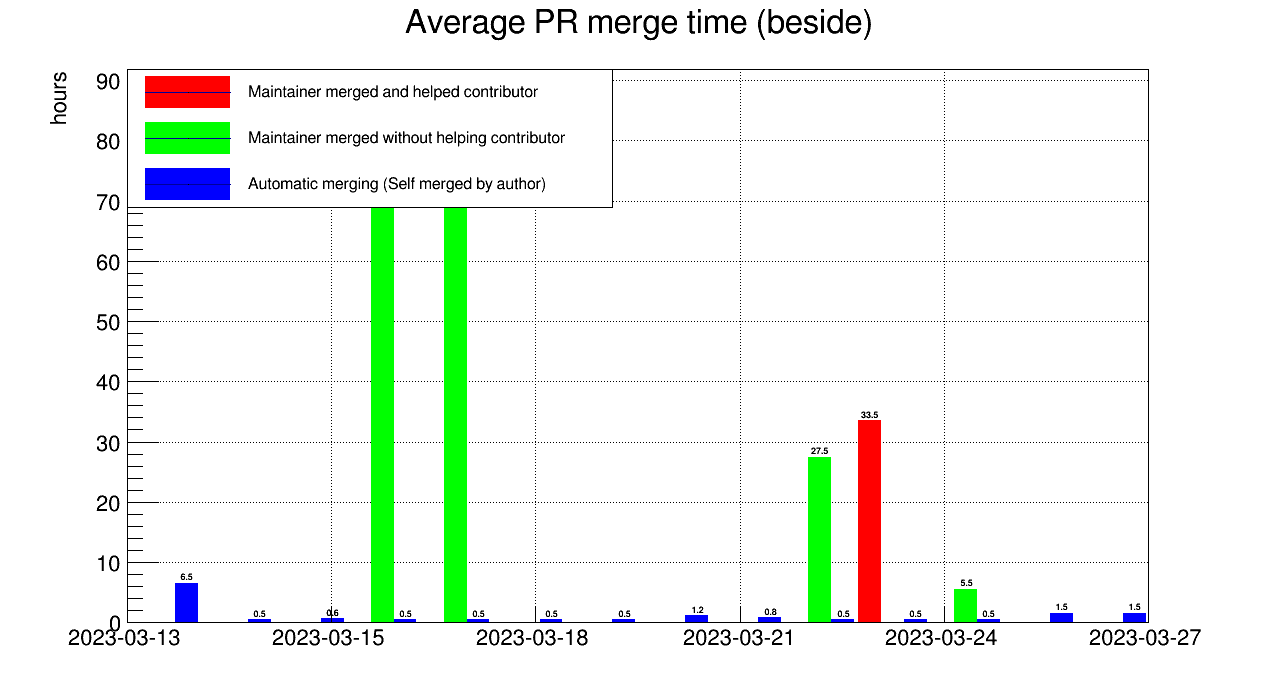 Average PR merge time (beside)
hours
90
80
70
60
50
40
30
20
10
0
Maintainer merged and helped contributor
Maintainer merged without helping contributor
Automatic merging (Self merged by author)
6.5 0.5 0.6 0.5 0.5 0.5 0.5 1.2 0.8 27.5 0.5 33.5 0.5 5.5 0.5 1.5 1.5
2023-03-13 2023-03-15 2023-03-18 2023-03-21 2023-03-24 2023-03-27